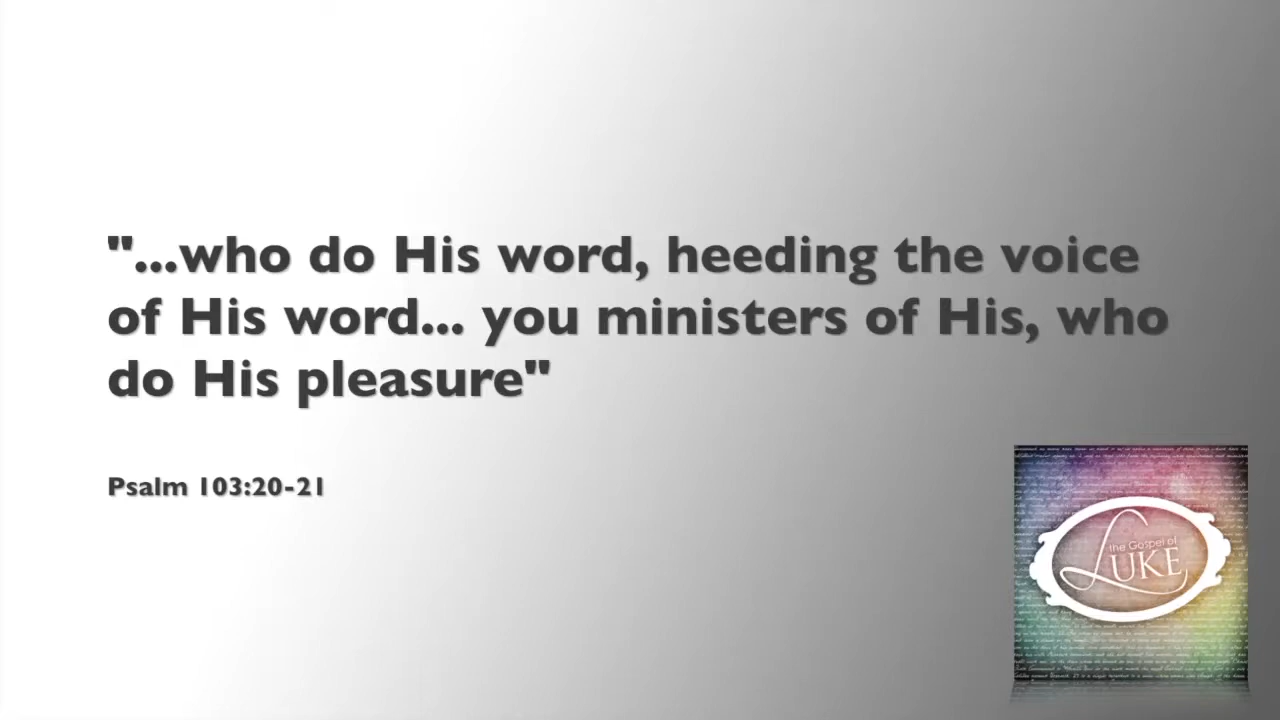 "...who do His word, heeding the voice
of His word... you ministers of His, who
do His pleasure"
Psalm 103:20-21
the Gospel of
LUKE